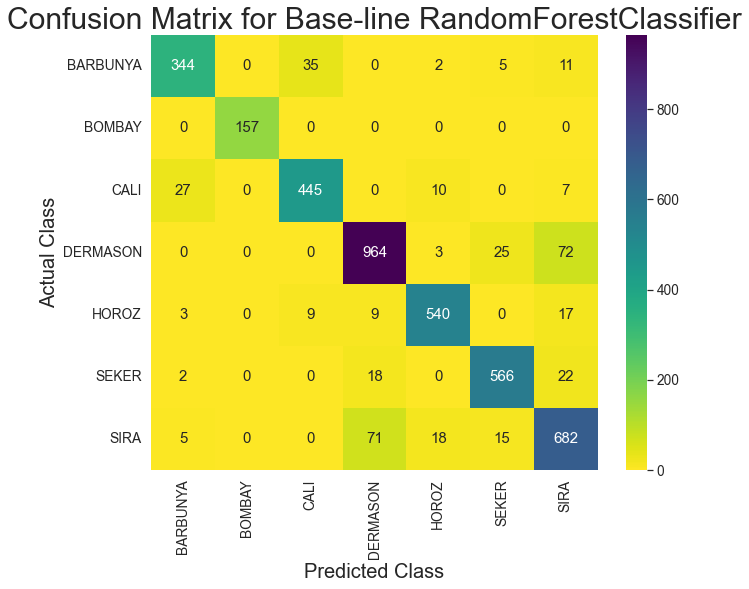 Confusion Matrix for Base-line RandomForestClassifier
Actual Class
BARBUNYA 344 0 35 0 2 5 11
BOMBAY 0 157 0 0 0 0 0
CALI 27 0 445 0 10 0 7
DERMASON 0 0 0 964 3 25 72
HOROZ 3 0 9 9 540 0 17
SEKER 2 0 0 18 0 566 22
SIRA 5 0 0 71 18 15 682
BARBUNYA BOMBAY CALI DERMASON HOROZ SEKER SIRA
Predicted Class
800
600
400
200
0